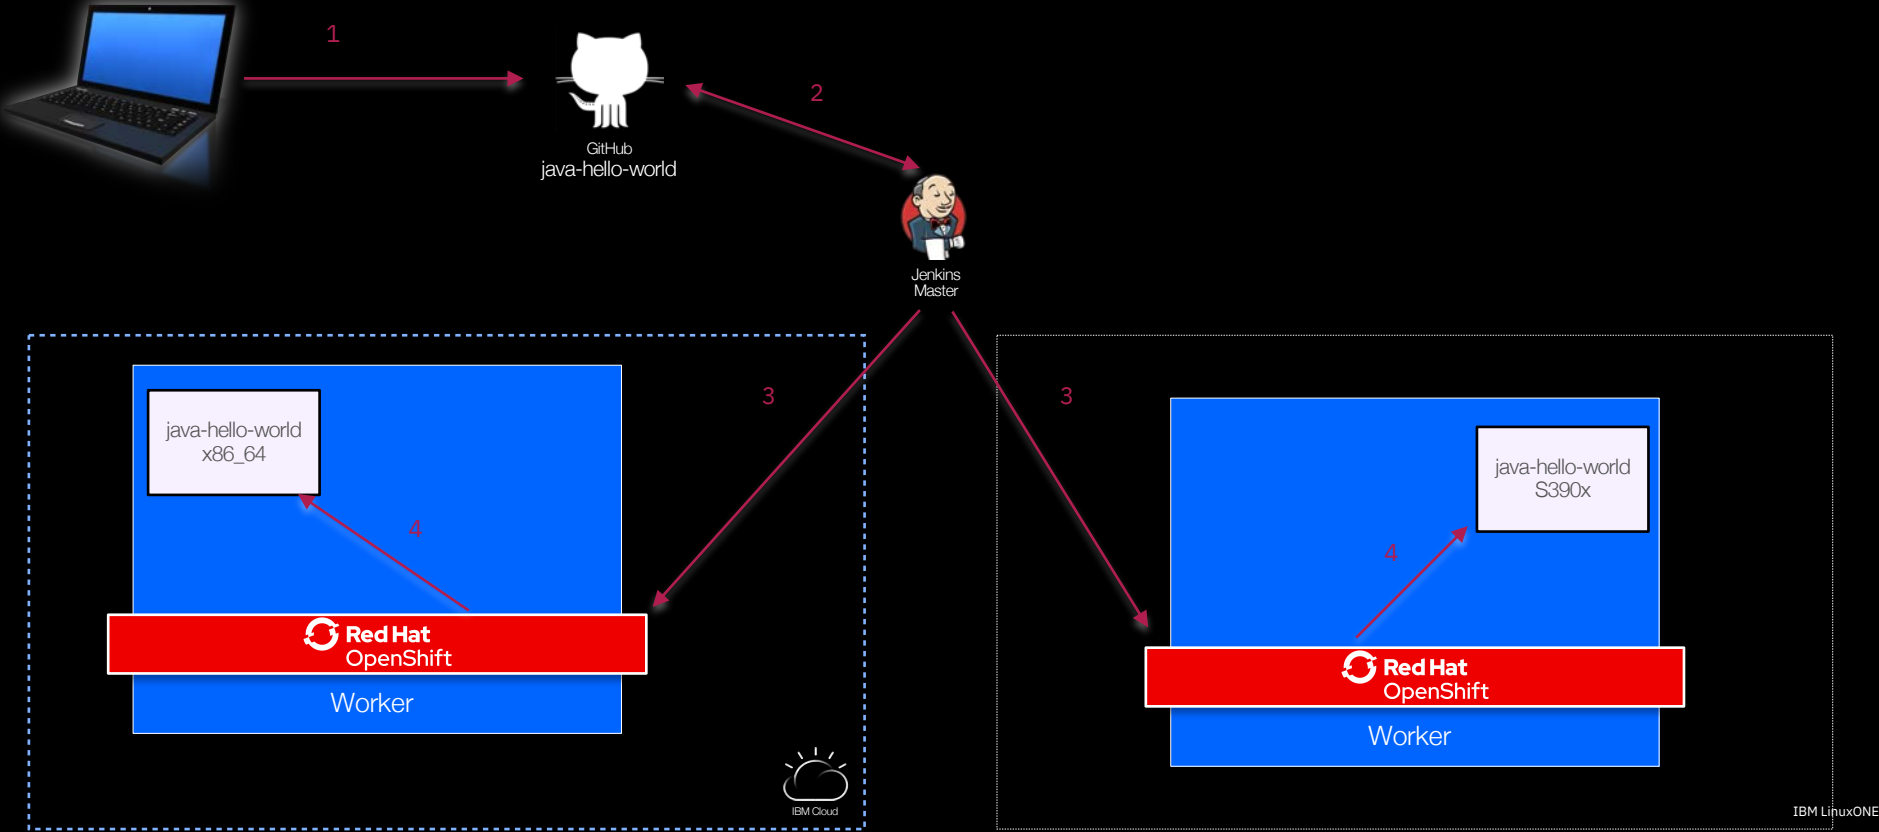 1
2
GitHub
java-hello-world
Jenkins
Master
3
3
java-hello-world
x86_64
4
Red Hat
OpenShift
Worker
IBM Cloud
java-hello-world
S390x
4
Red Hat
OpenShift
Worker
IBM LinuxONE